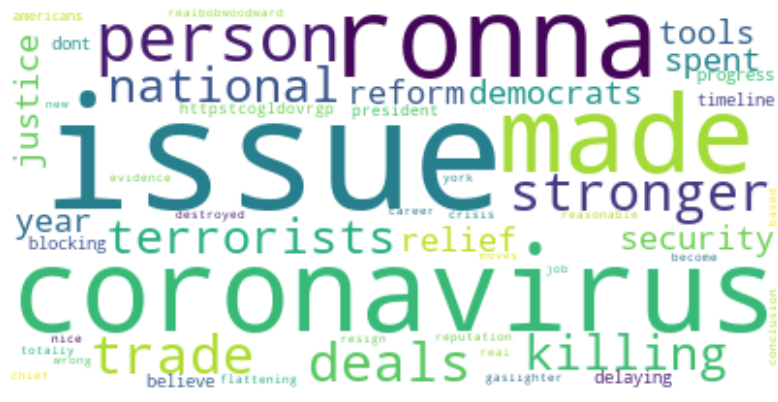 americans realbobwoodward
dont person ronna tools
spent
justice national reform democrats progress
new httpstcogldovrgp president timeline
issue made
evidence york stronger
year destroyed career crisis reasonable based
blocking terrorists relief security
moves become
coronavirus
job
nice trade resign reputation killing conclusion
totally deals real
wrong
chief believe flattening gaslighter delaying